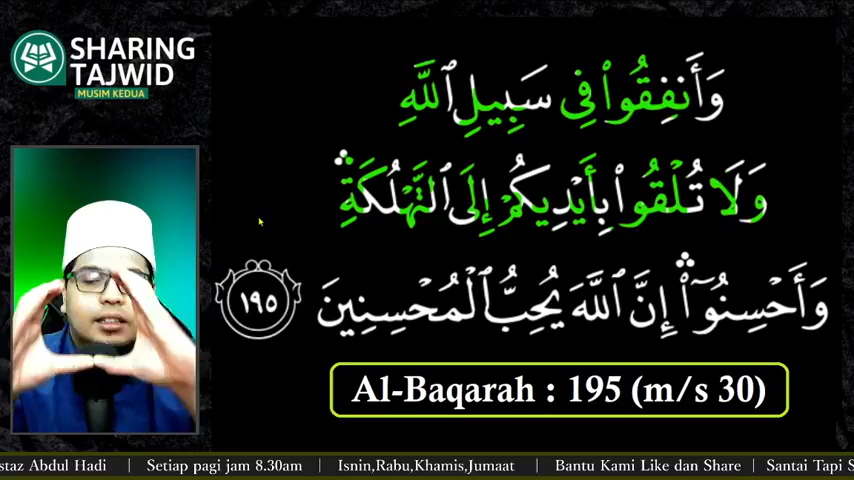 SHARING
TAJWID
MUSIM KEDUA
وَأَنفِقُوا۟ فِى سَبِيلِ ٱللَّهِ
وَلَا تُلْقُوا۟ بِأَيْدِيكُمْ إِلَى ٱلتَّهْلُكَةِ ۛ
وَأَحْسِنُوٓا۟ ۛ إِنَّ ٱللَّهَ يُحِبُّ ٱلْمُحْسِنِينَ ١٩٥
Al-Baqarah : 195 (m/s 30)
staz Abdul Hadi | Setiap pagi jam 8.30am | Isnin,Rabu,Khamis,Jumaat | Bantu Kami Like dan Share | Santai Tapi S